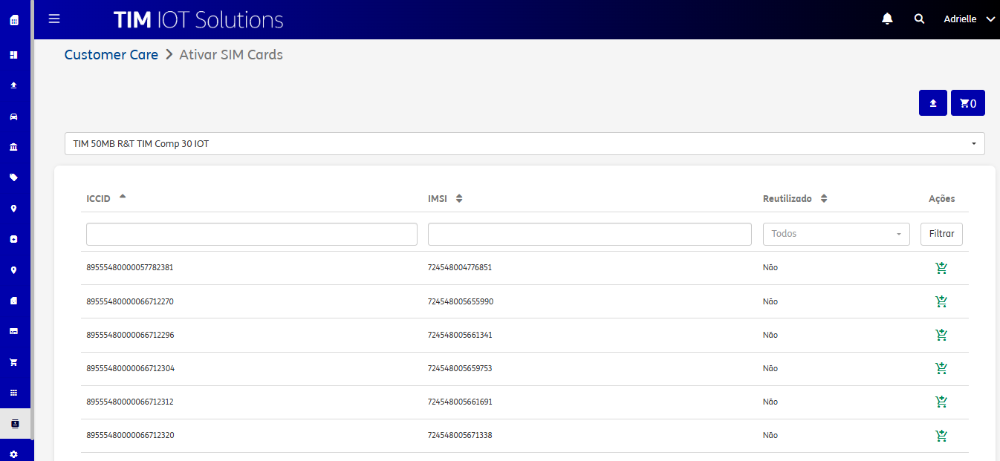 TIM IOT Solutions
Adrielle
Customer Care > Ativar SIM Cards
0
TIM 50MB R&T TIM Comp 30 IOT
ICCID IMSI Reutilizado Ações
Todos Filtrar
89555480000057782381 724548004776851 Não
89555480000066712270 724548005655990 Não
89555480000066712296 724548005661341 Não
89555480000066712304 724548005659753 Não
89555480000066712312 724548005661691 Não
89555480000066712320 724548005671338 Não